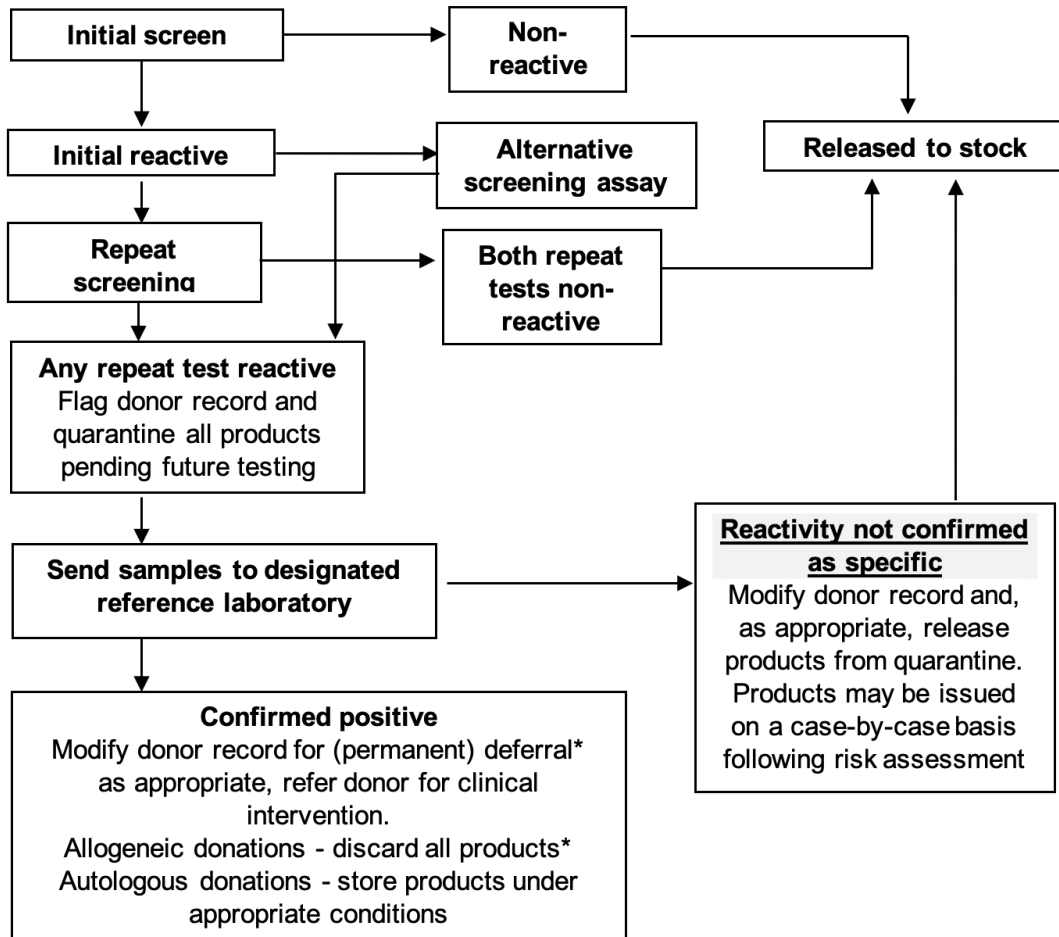 Initial screen
Non-
reactive
Initial reactive
Alternative
screening assay
Released to stock
Repeat
screening
Both repeat
tests non-
reactive
Any repeat test reactive
Flag donor record and
quarantine all products
pending future testing
Send samples to designated
reference laboratory
Reactivity not confirmed
as specific
Modify donor record and,
as appropriate, release
products from quarantine.
Products may be issued
on a case-by-case basis
following risk assessment
Confirmed positive
Modify donor record for (permanent) deferral*
as appropriate, refer donor for clinical
intervention.
Allogeneic donations - discard all products*
Autologous donations - store products under
appropriate conditions